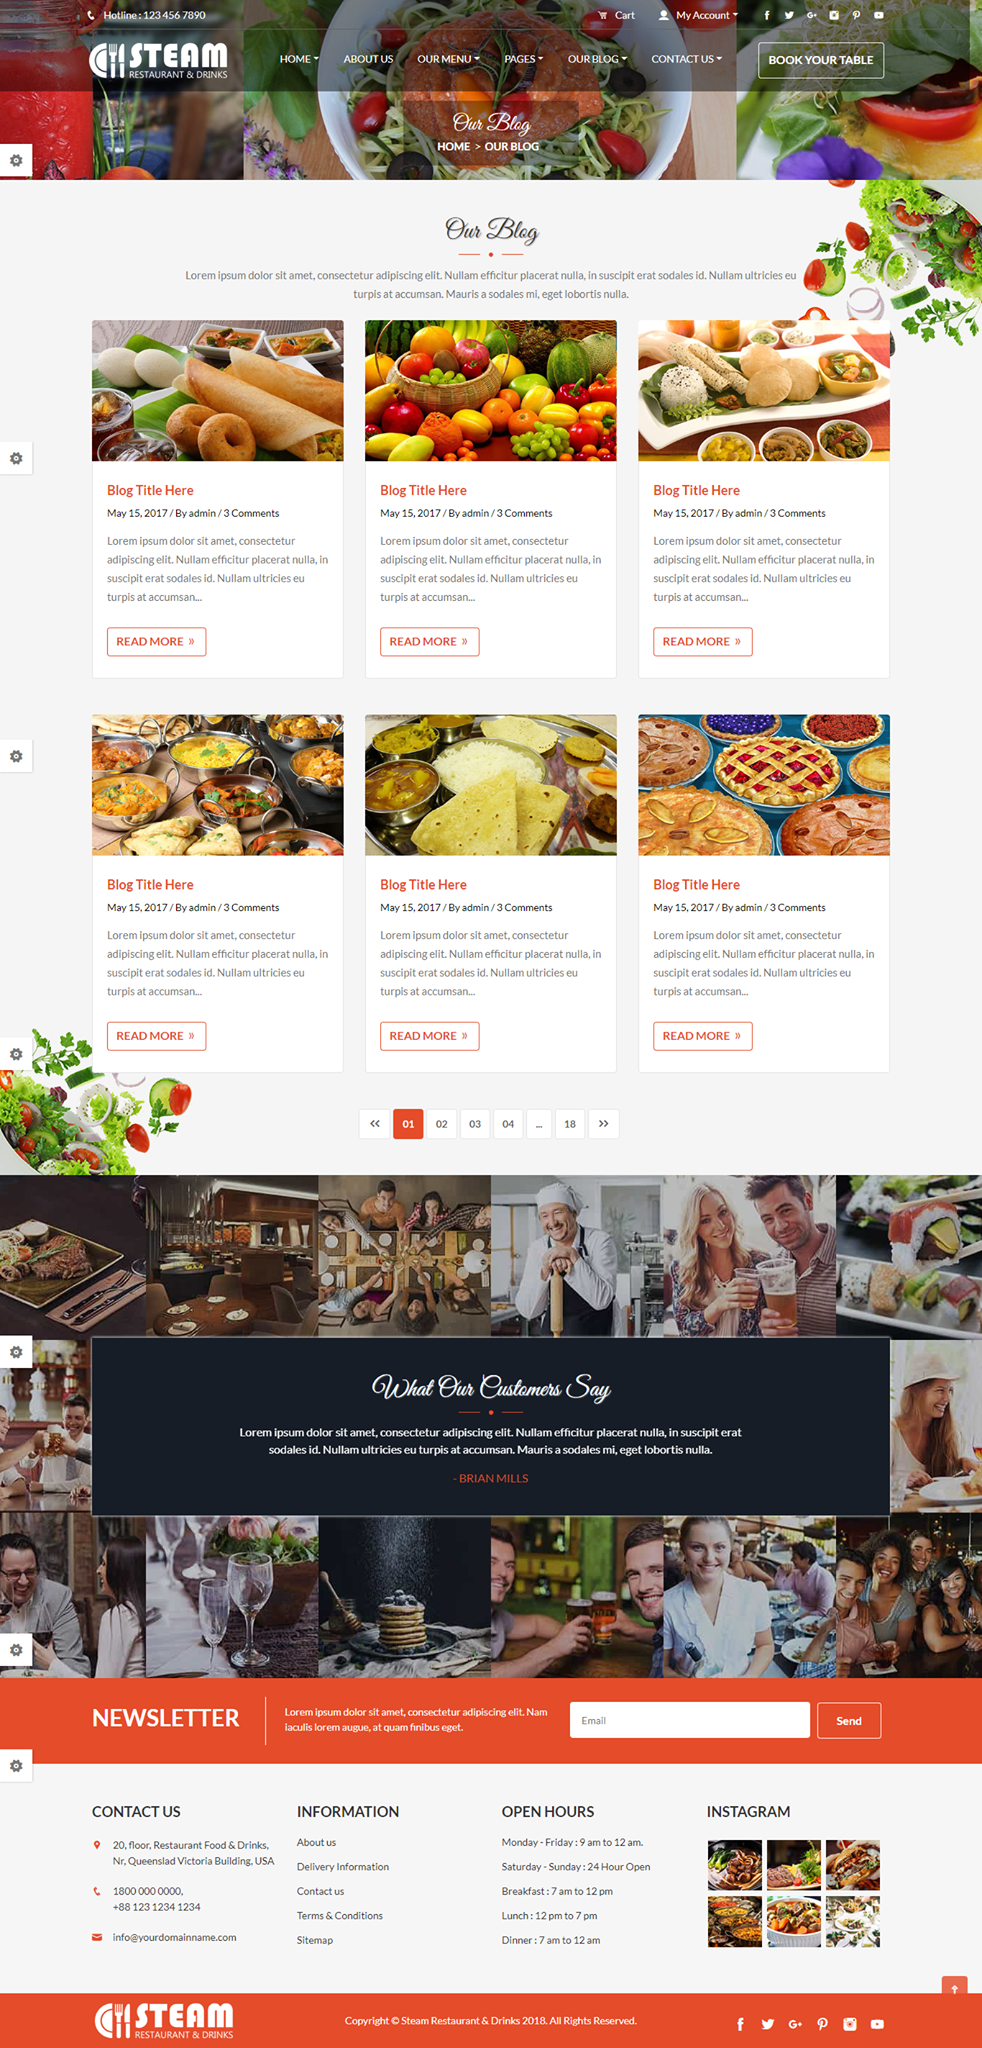 Hotline : 123 456 7890
Cart
My Account
STEAM
RESTAURANT & DRINKS
HOME
ABOUT US
OUR MENU
PAGES
OUR BLOG
CONTACT US
BOOK YOUR TABLE
Our Blog
HOME > OUR BLOG
Our Blog
Lorem ipsum dolor sit amet, consectetur adipiscing elit. Nullam efficitur placerat nulla, in suscipit erat sodales id. Nullam ultricies eu
turpis at accumsan. Mauris a sodales mi, eget lobortis nulla.
Blog Title Here
May 15, 2017 / By admin / 3 Comments
Lorem ipsum dolor sit amet, consectetur
adipiscing elit. Nullam efficitur placerat nulla, in
suscipit erat sodales id. Nullam ultricies eu
turpis at accumsan...
READ MORE »
Blog Title Here
May 15, 2017 / By admin / 3 Comments
Lorem ipsum dolor sit amet, consectetur
adipiscing elit. Nullam efficitur placerat nulla, in
suscipit erat sodales id. Nullam ultricies eu
turpis at accumsan...
READ MORE »
Blog Title Here
May 15, 2017 / By admin / 3 Comments
Lorem ipsum dolor sit amet, consectetur
adipiscing elit. Nullam efficitur placerat nulla, in
suscipit erat sodales id. Nullam ultricies eu
turpis at accumsan...
READ MORE »
Blog Title Here
May 15, 2017 / By admin / 3 Comments
Lorem ipsum dolor sit amet, consectetur
adipiscing elit. Nullam efficitur placerat nulla, in
suscipit erat sodales id. Nullam ultricies eu
turpis at accumsan...
READ MORE »
Blog Title Here
May 15, 2017 / By admin / 3 Comments
Lorem ipsum dolor sit amet, consectetur
adipiscing elit. Nullam efficitur placerat nulla, in
suscipit erat sodales id. Nullam ultricies eu
turpis at accumsan...
READ MORE »
Blog Title Here
May 15, 2017 / By admin / 3 Comments
Lorem ipsum dolor sit amet, consectetur
adipiscing elit. Nullam efficitur placerat nulla, in
suscipit erat sodales id. Nullam ultricies eu
turpis at accumsan...
READ MORE »
« 01 02 03 04 ... 18 »
What Our Customers Say
Lorem ipsum dolor sit amet, consectetur adipiscing elit. Nullam efficitur placerat nulla, in suscipit erat
sodales id. Nullam ultricies eu turpis at accumsan. Mauris a sodales mi, eget lobortis nulla.
- BRIAN MILLS
NEWSLETTER
Lorem ipsum dolor sit amet, consectetur adipiscing elit. Nam
iaculis lorem augue, at quam finibus eget.
Email
Send
CONTACT US
20, floor, Restaurant Food & Drinks,
Nr, Queenslad Victoria Building, USA
1800 000 0000,
+88 123 1234 1234
info@yourdomainname.com
INFORMATION
About us
Delivery Information
Contact us
Terms & Conditions
Sitemap
OPEN HOURS
Monday - Friday : 9 am to 12 am.
Saturday - Sunday : 24 Hour Open
Breakfast : 7 am to 12 pm
Lunch : 12 pm to 7 pm
Dinner : 7 am to 12 am
INSTAGRAM
STEAM
RESTAURANT & DRINKS
Copyright © Steam Restaurant & Drinks 2018. All Rights Reserved.